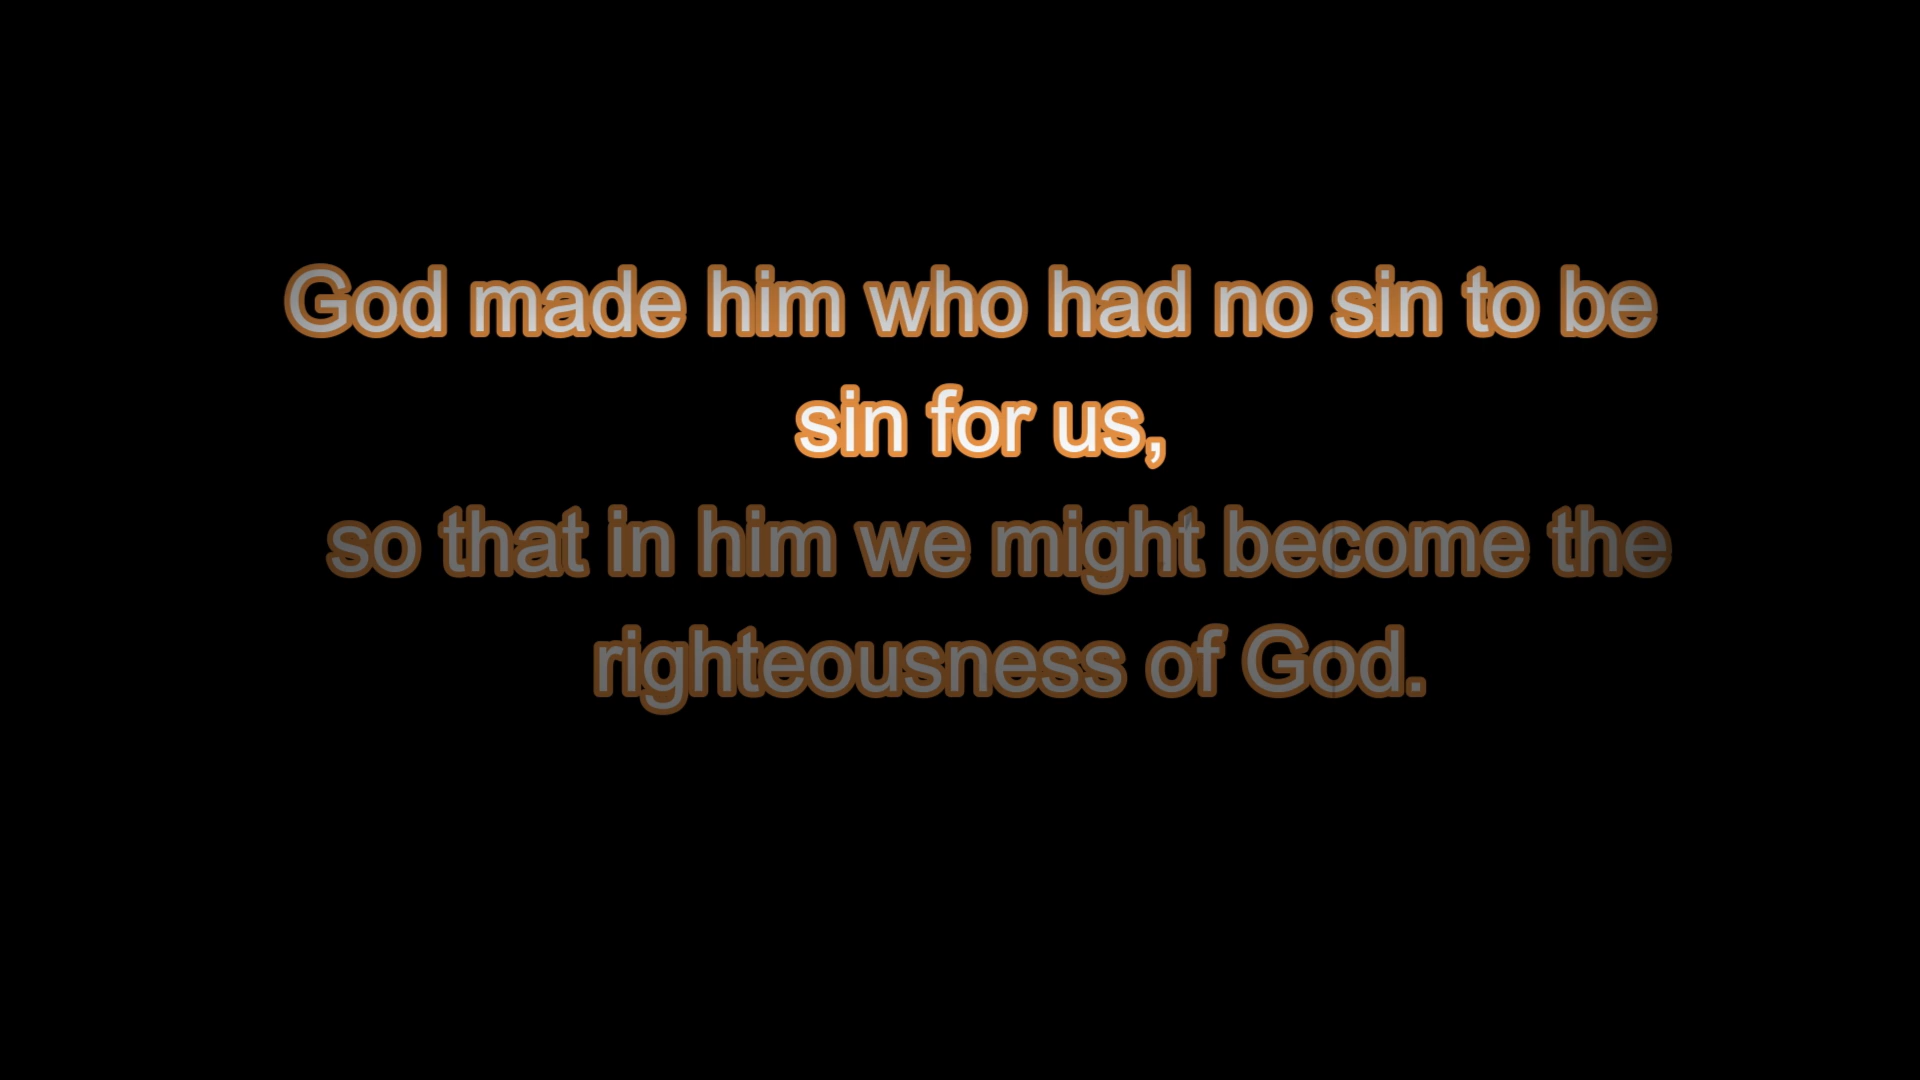 God made him who had no sin to be
sin for us,
so that in him we might become the
righteousness of God.